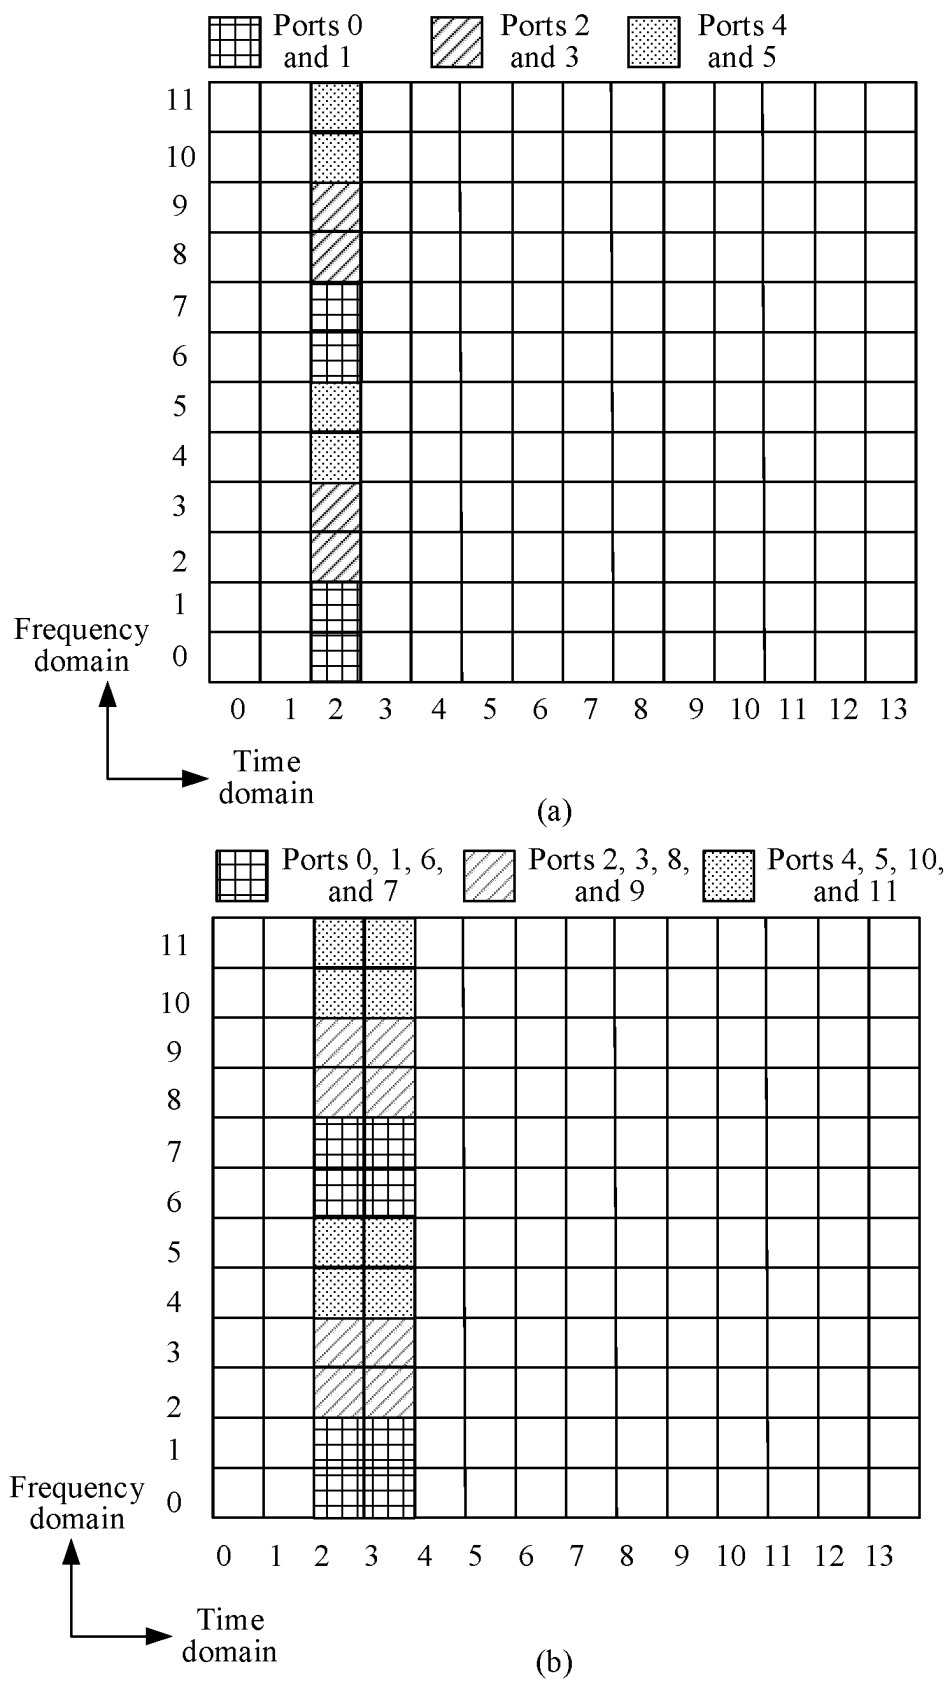 Ports 0 and 1
Ports 2 and 3
Ports 4 and 5
11
10
9
8
7
6
5
4
3
2
1
0
Frequency
domain
0 1 2 3 4 5 6 7 8 9 10 11 12 13
Time
domain
(a)
Ports 0, 1, 6,
and 7
Ports 2, 3, 8,
and 9
Ports 4, 5, 10,
and 11
11
10
9
8
7
6
5
4
3
2
1
0
Frequency
domain
0 1 2 3 4 5 6 7 8 9 10 11 12 13
Time
domain
(b)